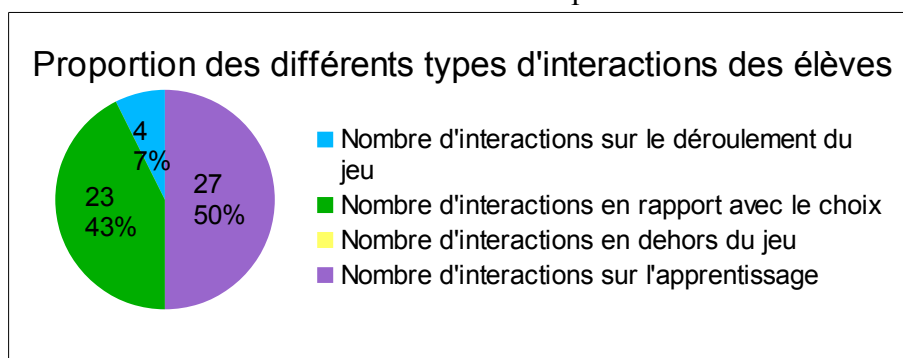 Proportion des différents types d'interactions des élèves
4
7%
23
43%
27
50%
Nombre d'interactions sur le déroulement du
jeu
Nombre d'interactions en rapport avec le choix
Nombre d'interactions en dehors du jeu
Nombre d'interactions sur l'apprentissage